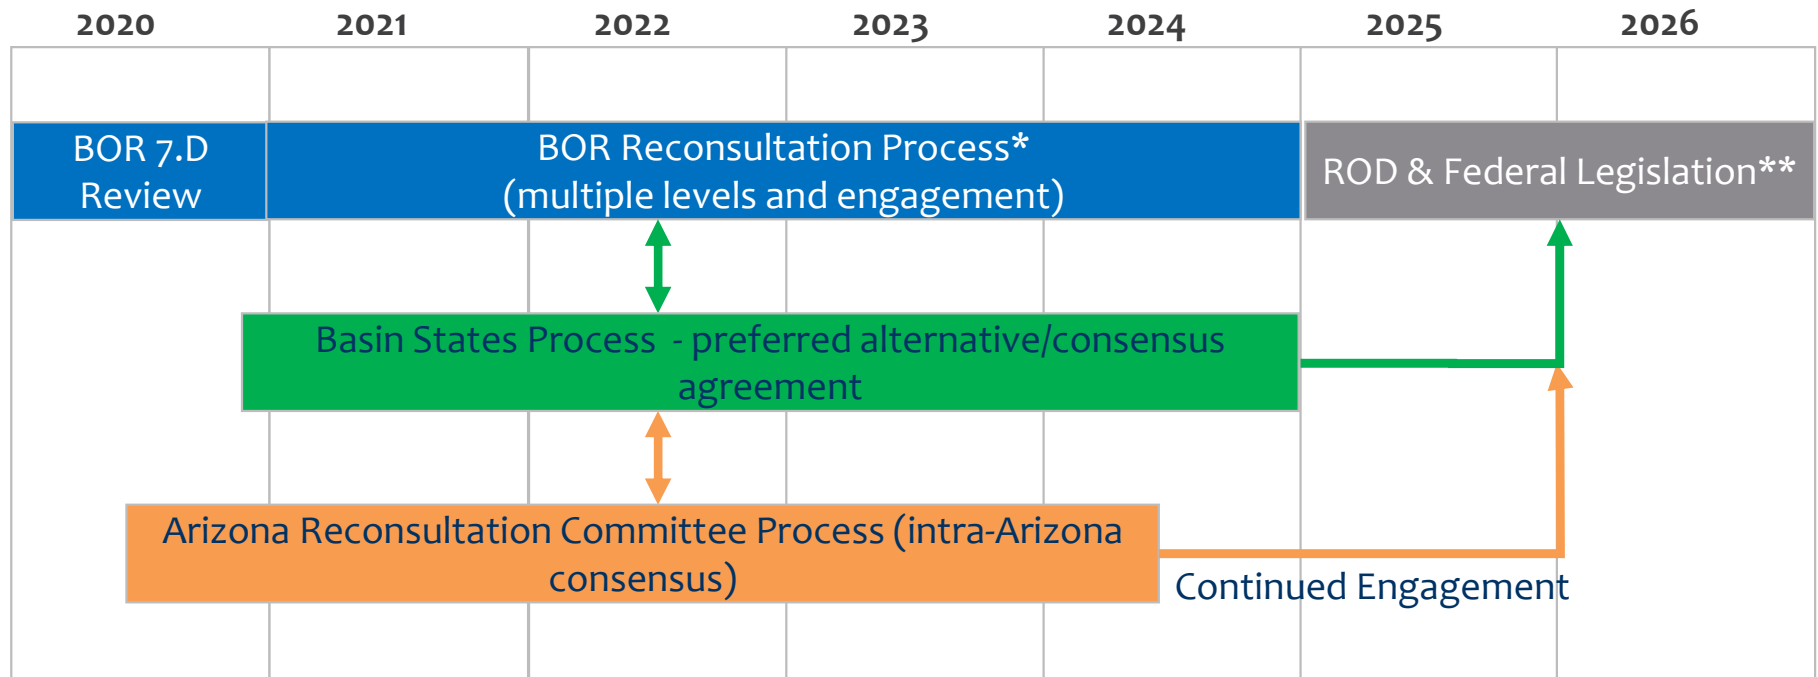 2020 2021 2022 2023 2024 2025 2026
BOR 7.D
Review
BOR Reconsultation Process*
(multiple levels and engagement)
ROD & Federal Legislation**
Basin States Process - preferred alternative/consensus
agreement
Arizona Reconsultation Committee Process (intra-Arizona
consensus)
Continued Engagement